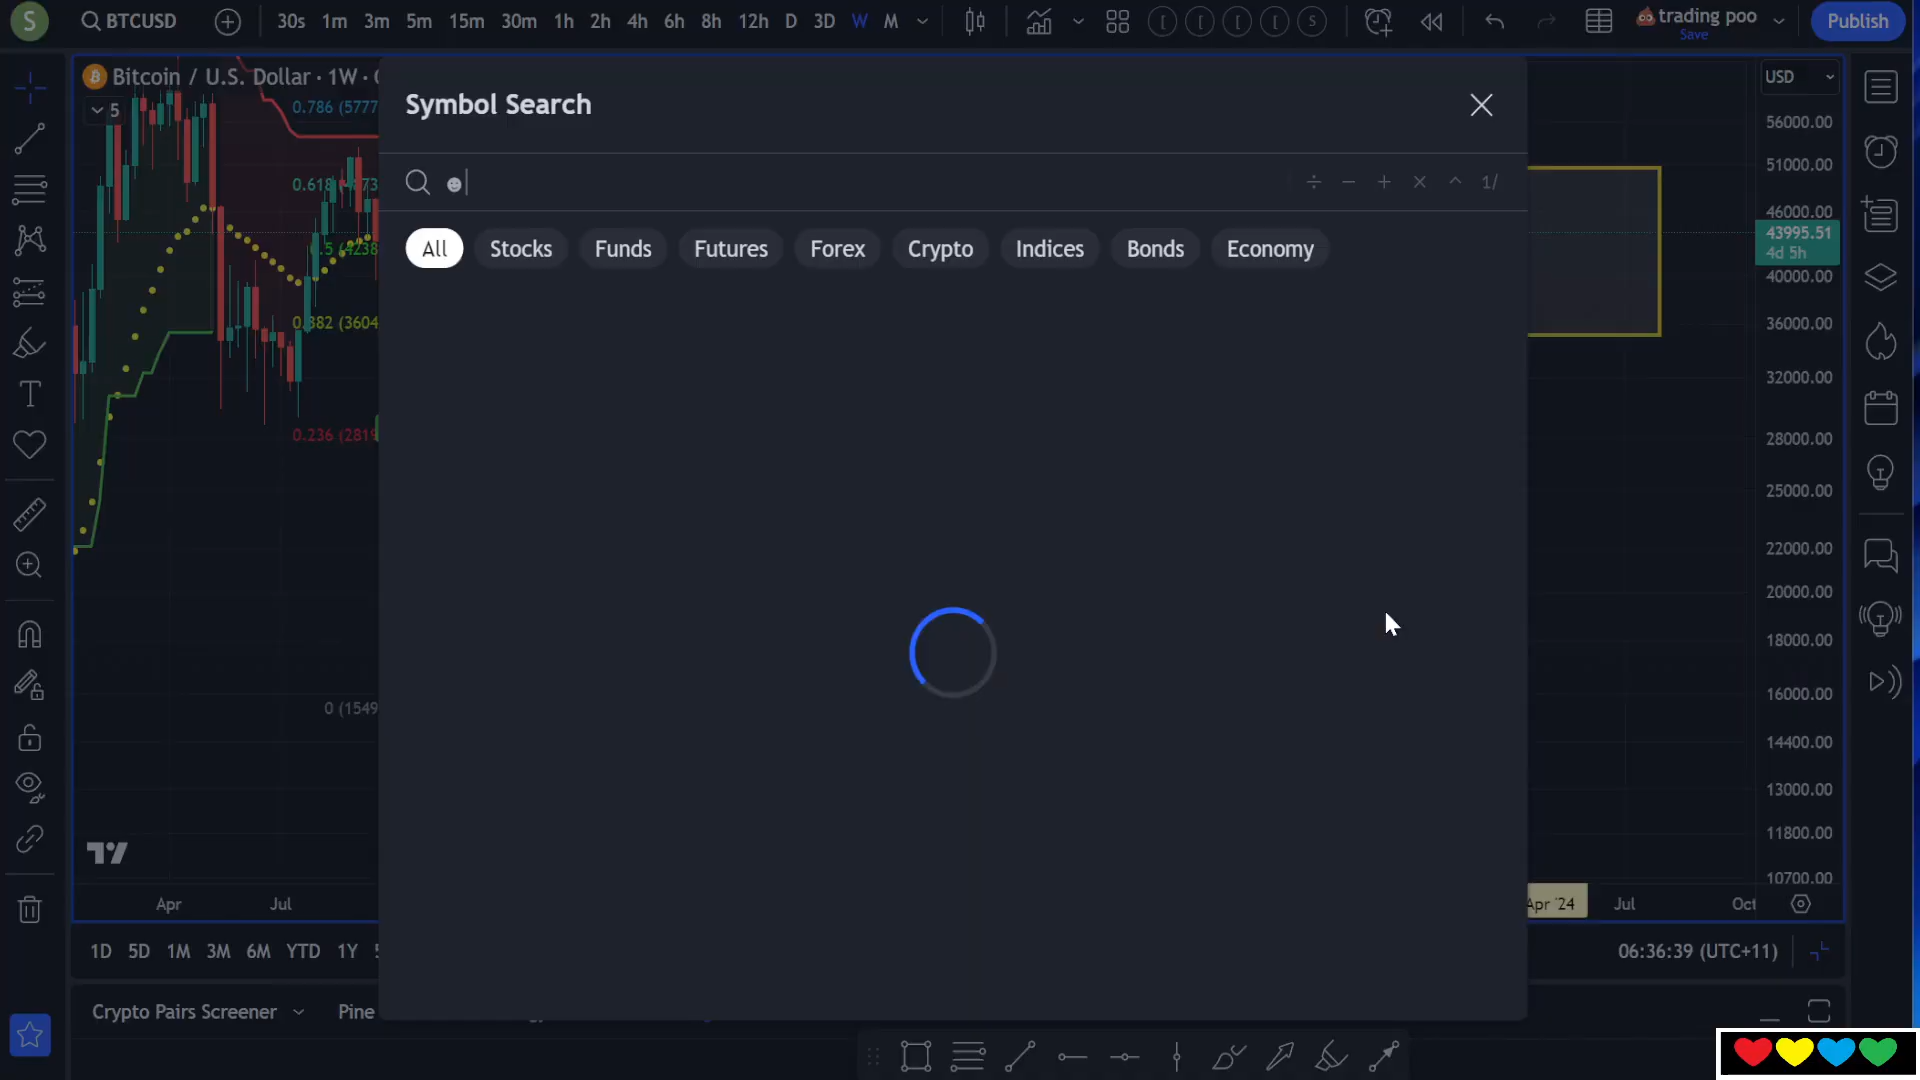 S BTCUSD 30s 1m 3m 5m 15m 30m 1h 2h 4h 6h 8h 12h D 3D W M [ [ [ [ S trading poo Publish
Save
Bitcoin / U.S. Dollar · 1W ·
5
0.786 (5777
0.618
0.5 (4238
0.382 (3604
0.236 (2819
0 (1549
Symbol Search
☻
÷ − + × ^ 1/
All Stocks Funds Futures Forex Crypto Indices Bonds Economy
USD
56000.00
51000.00
46000.00
43995.51
4d 5h
40000.00
36000.00
32000.00
28000.00
25000.00
22000.00
20000.00
18000.00
16000.00
14400.00
13000.00
11800.00
10700.00
Apr Jul Apr '24 Jul Oct
1D 5D 1M 3M 6M YTD 1Y 06:36:39 (UTC+11)
Crypto Pairs Screener Pine